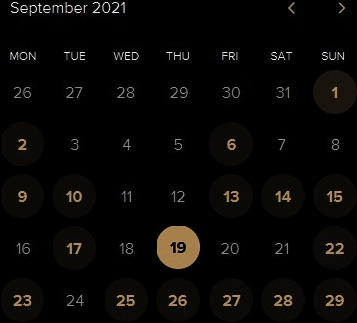 September 2021
MON TUE WED THU FRI SAT SUN
26 27 28 29 30 31 1
2 3 4 5 6 7 8
9 10 11 12 13 14 15
16 17 18 19 20 21 22
23 24 25 26 27 28 29